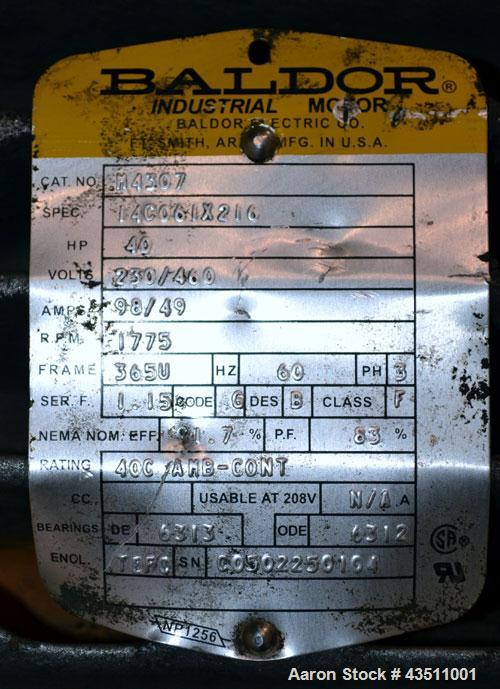 BALDOR®
INDUSTRIAL MOTOR
BALDOR ELECTRIC CO.
FT. SMITH, ARK. MFG. IN U.S.A.
CAT. NO. M4307
SPEC. 14C061X216
HP 40
VOLTS 230/460
AMPS 98/49
R.P.M. 1775
FRAME 365U HZ 60 PH 3
SER. F. 1.15 CODE G DES B CLASS F
NEMA NOM. EFF. 91.7 % P.F. 83 %
RATING 40C AMB-CONT
CC USABLE AT 208V N/A A
BEARINGS DE 6313 ODE 6312
ENCL. TEFC SN C0502250104
NP1256
Aaron Stock # 43511001